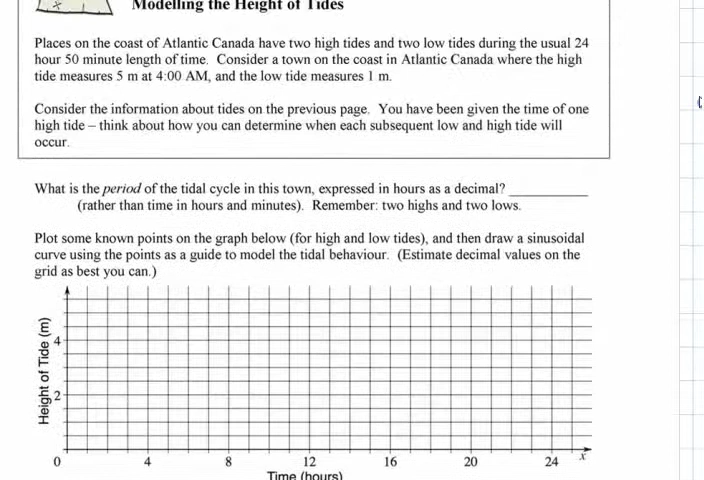 Modelling the Height of Tides
Places on the coast of Atlantic Canada have two high tides and two low tides during the usual 24
hour 50 minute length of time. Consider a town on the coast in Atlantic Canada where the high
tide measures 5 m at 4:00 AM, and the low tide measures 1 m.
Consider the information about tides on the previous page. You have been given the time of one
high tide – think about how you can determine when each subsequent low and high tide will
occur.
What is the period of the tidal cycle in this town, expressed in hours as a decimal? ___________
(rather than time in hours and minutes). Remember: two highs and two lows.
Plot some known points on the graph below (for high and low tides), and then draw a sinusoidal
curve using the points as a guide to model the tidal behaviour. (Estimate decimal values on the
grid as best you can.)
Height of Tide (m)
4
2
0 4 8 12 16 20 24 x
Time (hours)